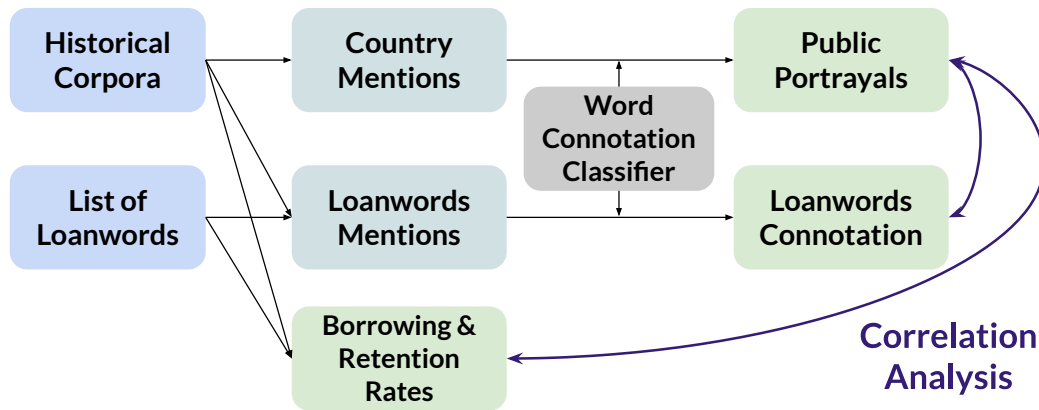 Historical
Corpora
Country
Mentions
Public
Portrayals
Word
Connotation
Classifier
List of
Loanwords
Loanwords
Mentions
Loanwords
Connotation
Borrowing &
Retention
Rates
Correlation
Analysis